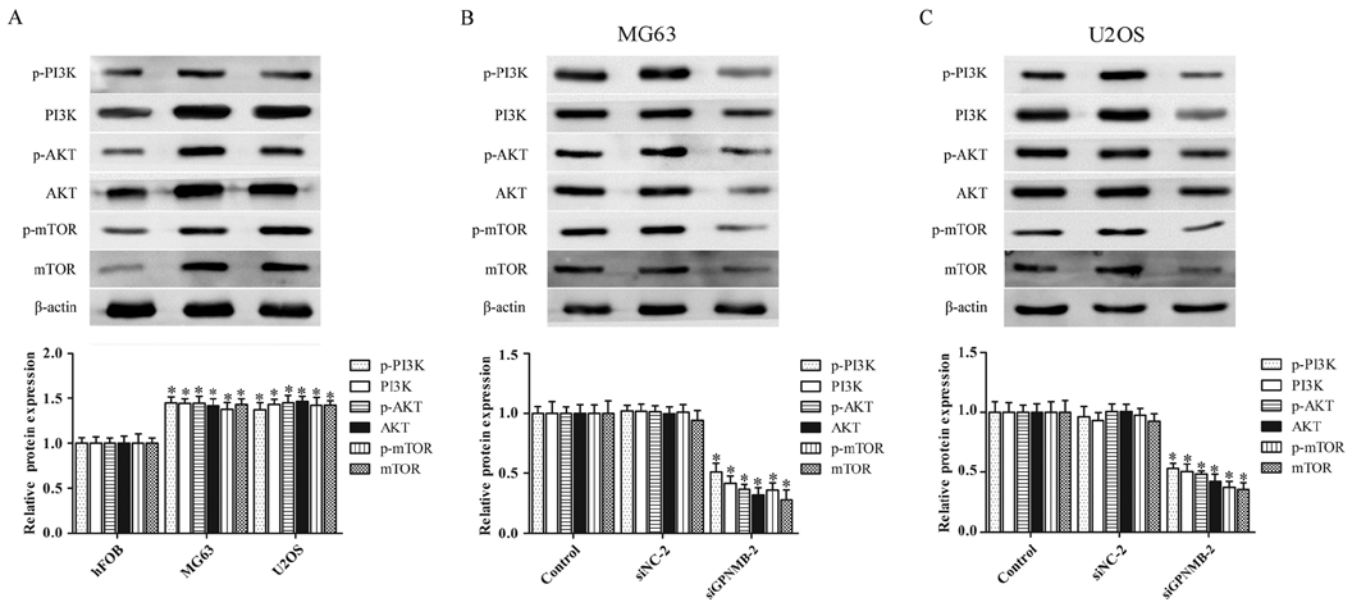 A
p-PI3K
PI3K
p-AKT
AKT
p-mTOR
mTOR
β-actin
Relative protein expression
2.0
1.5
1.0
0.5
0.0
* * * * * * * * * * * *
hFOB
MG63
U2OS
p-PI3K
PI3K
p-AKT
AKT
p-mTOR
mTOR
B
MG63
p-PI3K
PI3K
p-AKT
AKT
p-mTOR
mTOR
β-actin
Relative protein expression
1.5
1.0
0.5
0.0
* * * * * *
Control
siNC-2
siGPNMB-2
p-PI3K
PI3K
p-AKT
AKT
p-mTOR
mTOR
C
U2OS
p-PI3K
PI3K
p-AKT
AKT
p-mTOR
mTOR
β-actin
Relative protein expression
1.5
1.0
0.5
0.0
* * * * * *
Control
siNC-2
siGPNMB-2
p-PI3K
PI3K
p-AKT
AKT
p-mTOR
mTOR